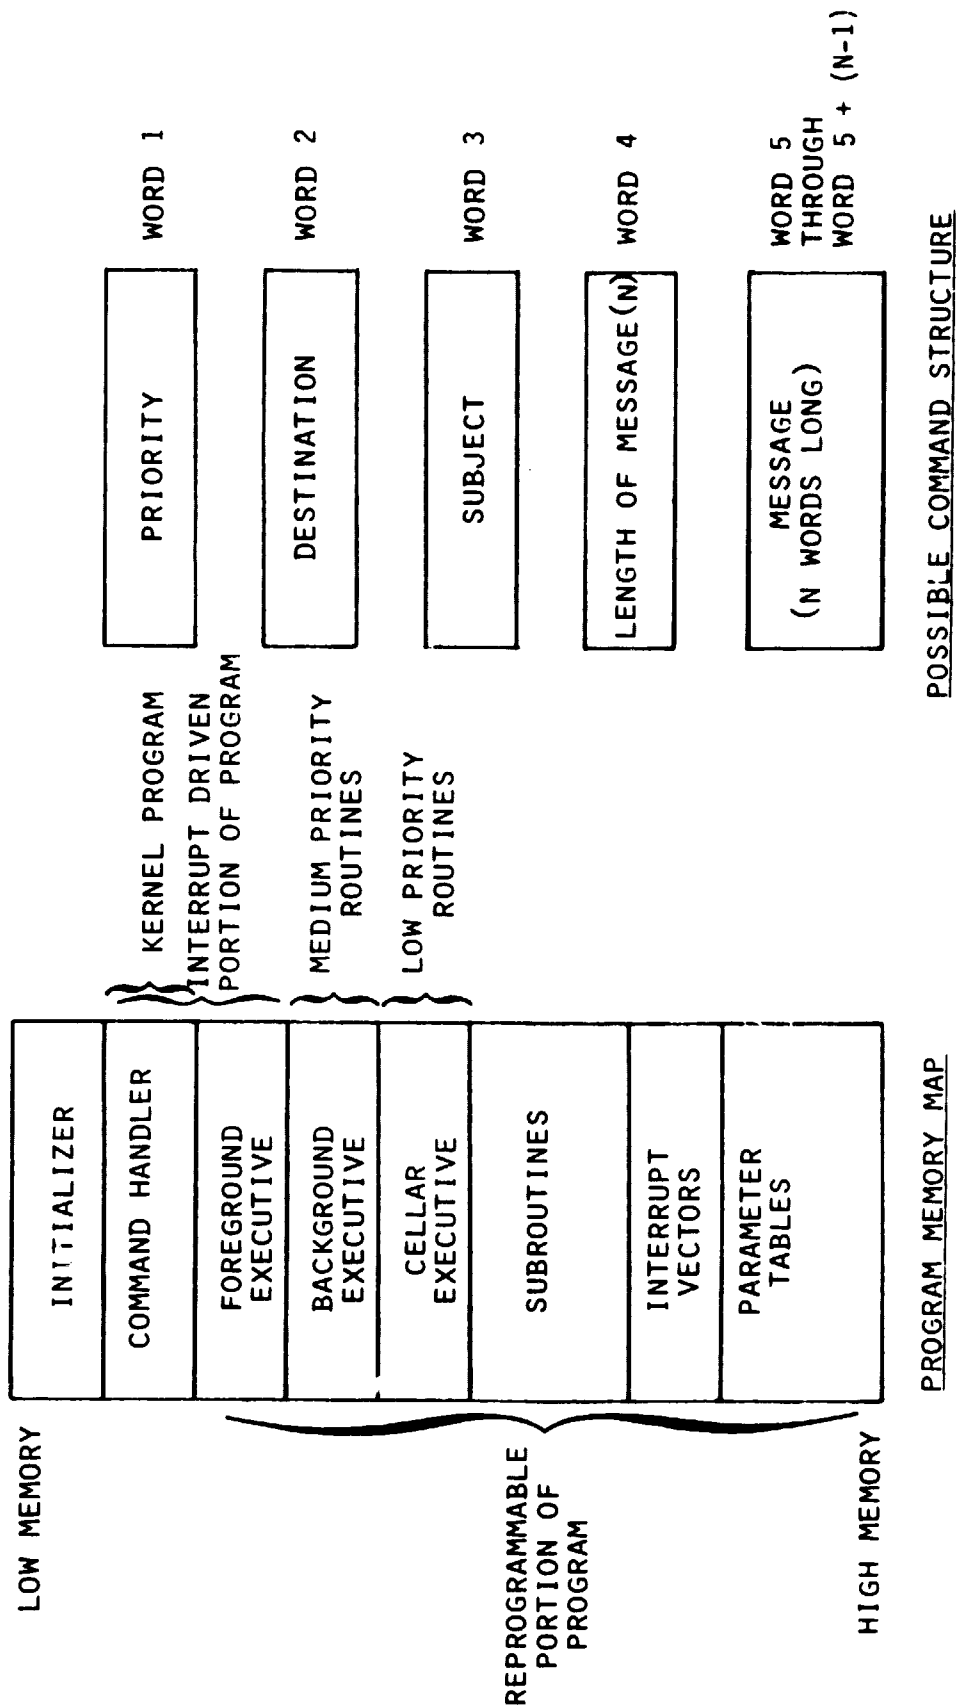 LOW MEMORY
INITIALIZER
COMMAND HANDLER
FOREGROUND
EXECUTIVE
BACKGROUND
EXECUTIVE
CELLAR
EXECUTIVE
SUBROUTINES
INTERRUPT
VECTORS
PARAMETER
TABLES
HIGH MEMORY
REPROGRAMMABLE
PORTION OF
PROGRAM
KERNEL PROGRAM
INTERRUPT DRIVEN
PORTION OF PROGRAM
MEDIUM PRIORITY
ROUTINES
LOW PRIORITY
ROUTINES
PROGRAM MEMORY MAP
PRIORITY
WORD 1
DESTINATION
WORD 2
SUBJECT
WORD 3
LENGTH OF MESSAGE(N)
WORD 4
MESSAGE
(N WORDS LONG)
WORD 5
THROUGH
WORD 5 + (N-1)
POSSIBLE COMMAND STRUCTURE